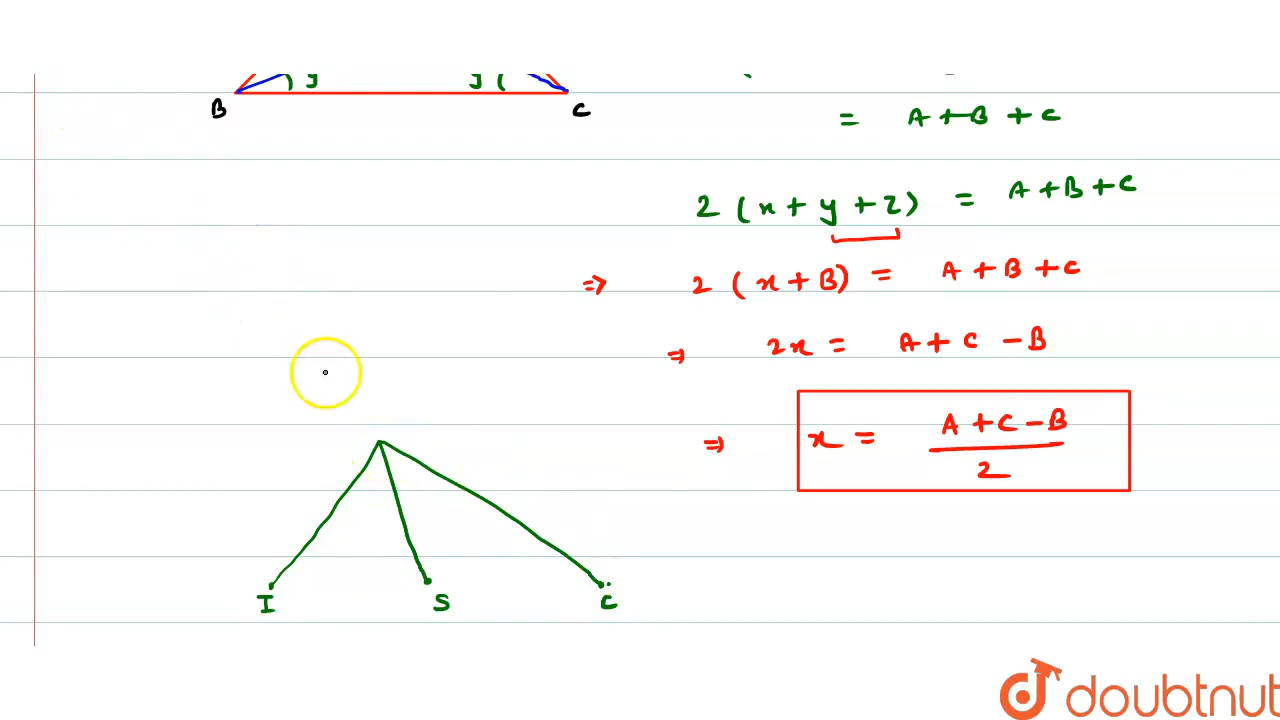 ) y y (
B C
= A + B + C
2 (x + y + z) = A + B + C
⇒ 2 (x + B) = A + B + C
⇒ 2x = A + C - B
⇒ x = A + C - B / 2
I S C
doubtnut